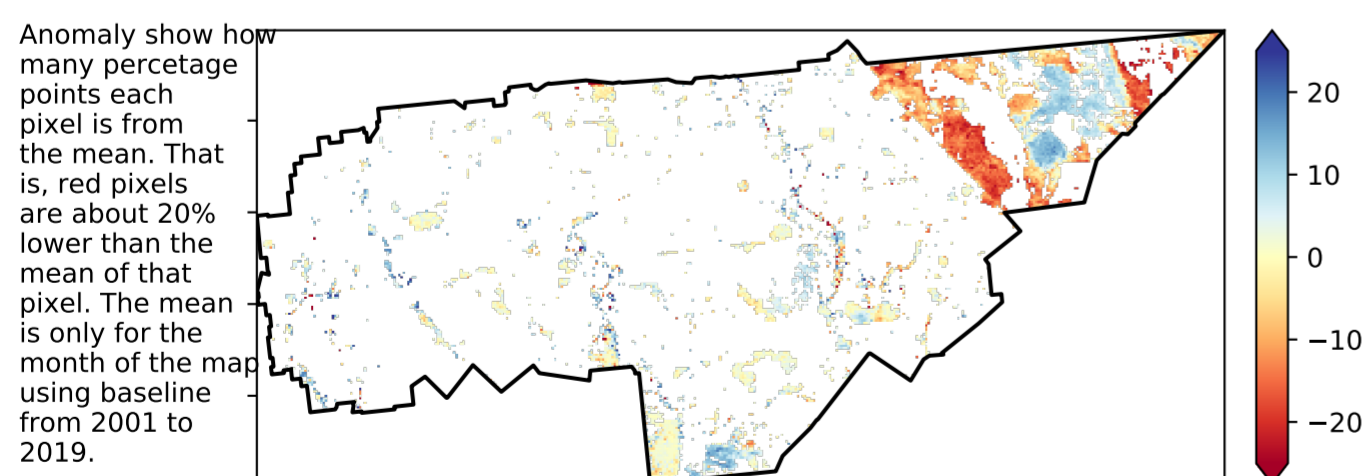 Anomaly show how
many percetage
points each
pixel is from
the mean. That
is, red pixels
are about 20%
lower than the
mean of that
pixel. The mean
is only for the
month of the map
using baseline
from 2001 to
2019.
20
10
0
−10
−20